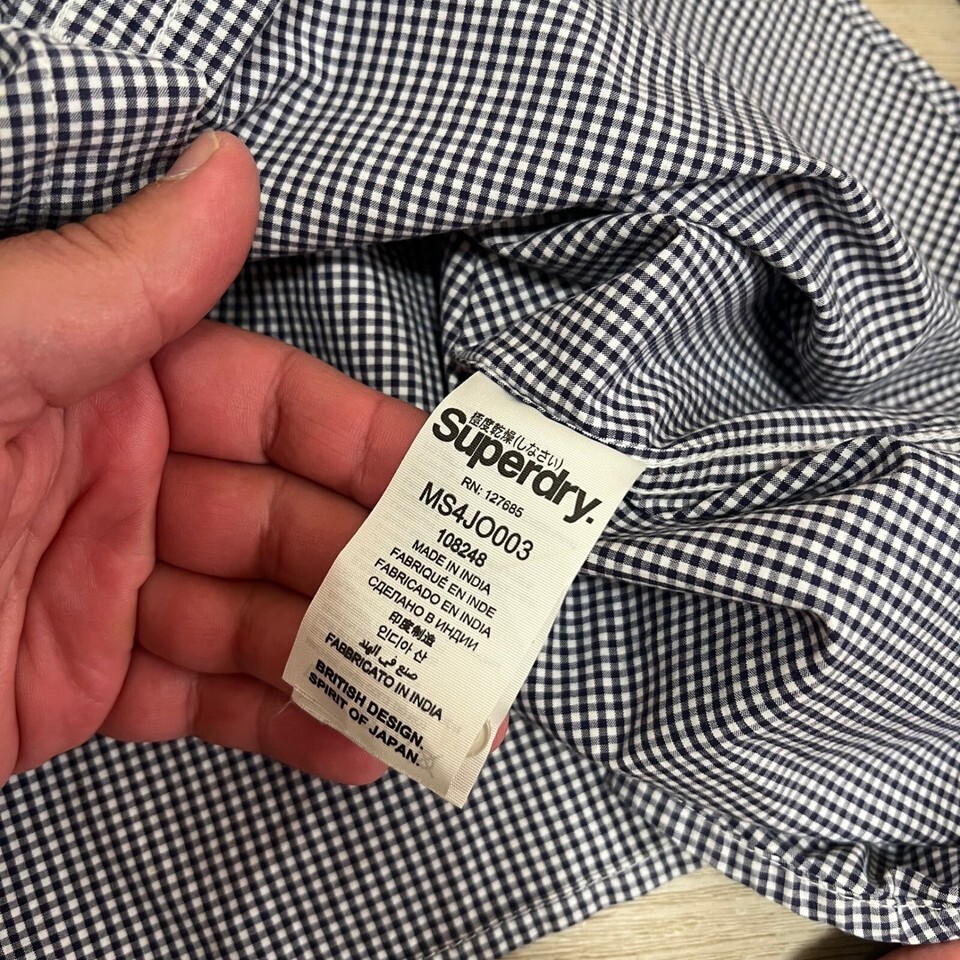 極度乾燥(しなさい)
Superdry.
RN: 127685
MS4JO003
108248
MADE IN INDIA
FABRIQUÉ EN INDE
FABRICADO EN INDIA
СДЕЛАНО В ИНДИИ
印度制造
인디아 산
صنع في الهند
FABBRICATO IN INDIA
BRITISH DESIGN.
SPIRIT OF JAPAN.